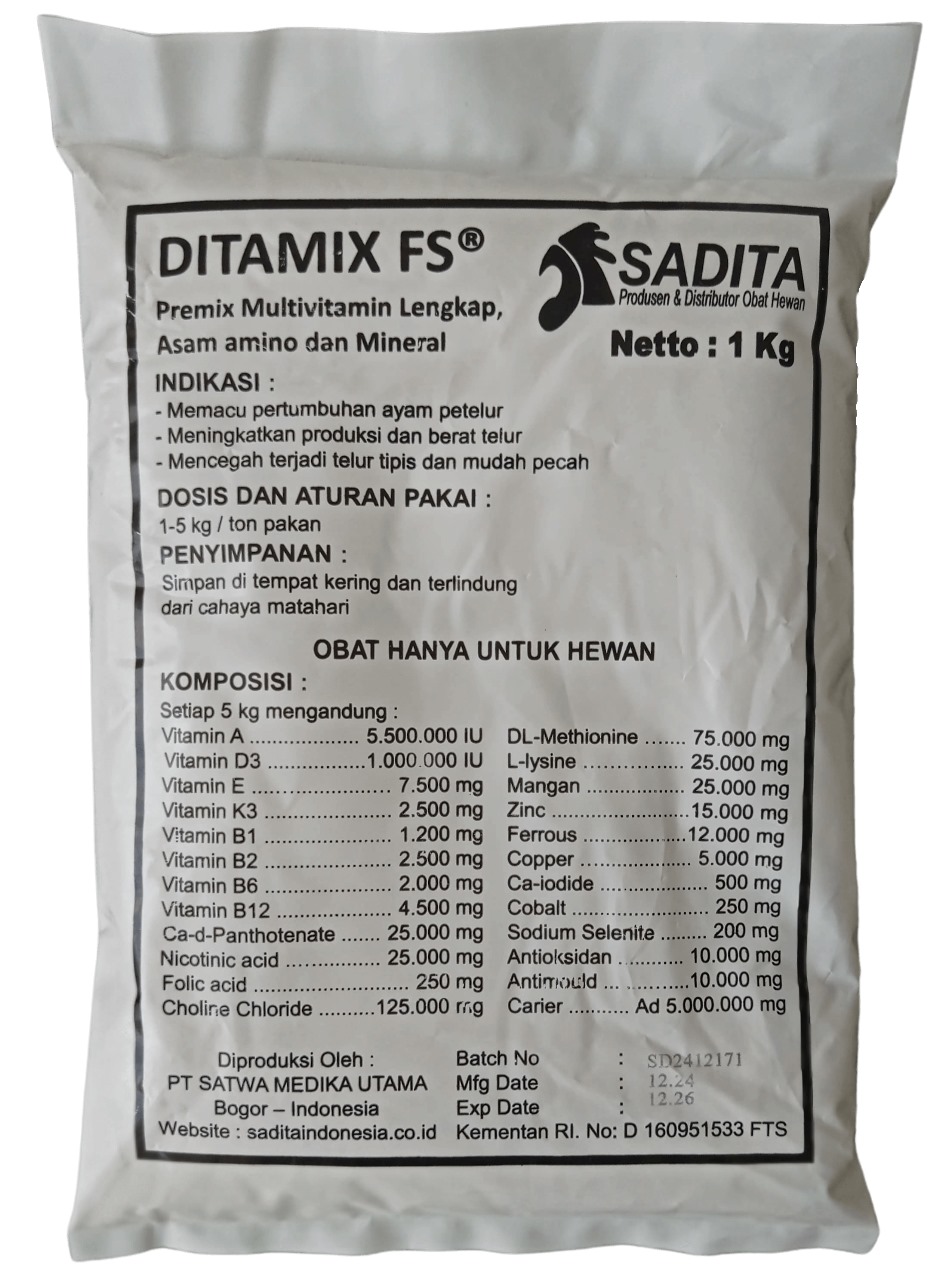 DITAMIX FS®
SADITA
Produsen & Distributor Obat Hewan
Premix Multivitamin Lengkap,
Asam amino dan Mineral
Netto : 1 Kg
INDIKASI :
- Memacu pertumbuhan ayam petelur
- Meningkatkan produksi dan berat telur
- Mencegah terjadi telur tipis dan mudah pecah
DOSIS DAN ATURAN PAKAI :
1-5 kg / ton pakan
PENYIMPANAN :
Simpan di tempat kering dan terlindung
dari cahaya matahari
OBAT HANYA UNTUK HEWAN
KOMPOSISI :
Setiap 5 kg mengandung :
Vitamin A ................... 5.500.000 IU
Vitamin D3 .................1.000.000 IU
Vitamin E ........................ 7.500 mg
Vitamin K3 ...................... 2.500 mg
Vitamin B1 ...................... 1.200 mg
Vitamin B2 ...................... 2.500 mg
Vitamin B6 ...................... 2.000 mg
Vitamin B12 .................... 4.500 mg
Ca-d-Panthotenate ....... 25.000 mg
Nicotinic acid ................ 25.000 mg
Folic acid ........................... 250 mg
Choline Chloride ..........125.000 mg
DL-Methionine ....... 75.000 mg
L-lysine ................. 25.000 mg
Mangan ................. 25.000 mg
Zinc ........................15.000 mg
Ferrous ..................12.000 mg
Copper ................... 5.000 mg
Ca-iodide ................... 500 mg
Cobalt ........................ 250 mg
Sodium Selenite ........ 200 mg
Antioksidan ........... 10.000 mg
Antimould ... ...........10.000 mg
Carier ........... Ad 5.000.000 mg
Diproduksi Oleh :
PT SATWA MEDIKA UTAMA
Bogor – Indonesia
Website : saditaindonesia.co.id
Batch No : SD2412171
Mfg Date : 12.24
Exp Date : 12.26
Kementan RI. No: D 160951533 FTS